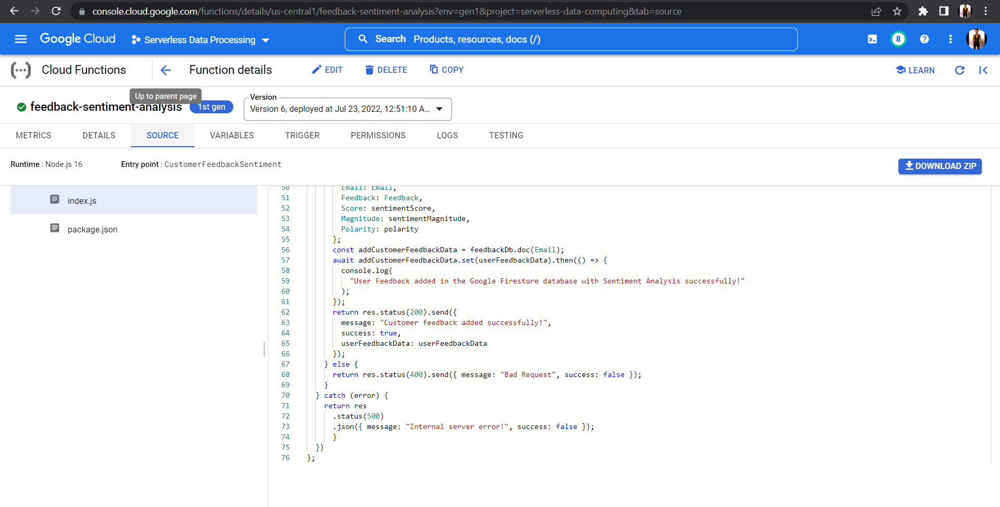 console.cloud.google.com/functions/details/us-central1/feedback-sentiment-analysis?env=gen1&project=serverless-data-computing&tab=source
Google Cloud Serverless Data Processing Search Products, resources, docs (/) 8 ?
Cloud Functions Function details EDIT DELETE COPY LEARN
Up to parent page
feedback-sentiment-analysis 1st gen
Version
Version 6, deployed at Jul 23, 2022, 12:51:10 A...
METRICS DETAILS SOURCE VARIABLES TRIGGER PERMISSIONS LOGS TESTING
Runtime : Node.js 16 Entry point : CustomerFeedbackSentiment
DOWNLOAD ZIP
index.js
package.json
50 Email: Email,
51 Feedback: Feedback,
52 Score: sentimentScore,
53 Magnitude: sentimentMagnitude,
54 Polarity: polarity
55 };
56 const addCustomerFeedbackData = feedbackDb.doc(Email);
57 await addCustomerFeedbackData.set(userFeedbackData).then(() => {
58 console.log(
59 "User Feedback added in the Google Firestore database with Sentiment Analysis successfully!"
60 );
61 });
62 return res.status(200).send({
63 message: "Customer feedback added successfully!",
64 success: true,
65 userFeedbackData: userFeedbackData
66 });
67 } else {
68 return res.status(400).send({ message: "Bad Request", success: false });
69 }
70 } catch (error) {
71 return res
72 .status(500)
73 .json({ message: "Internal server error!", success: false });
74 }
75 })
76 };